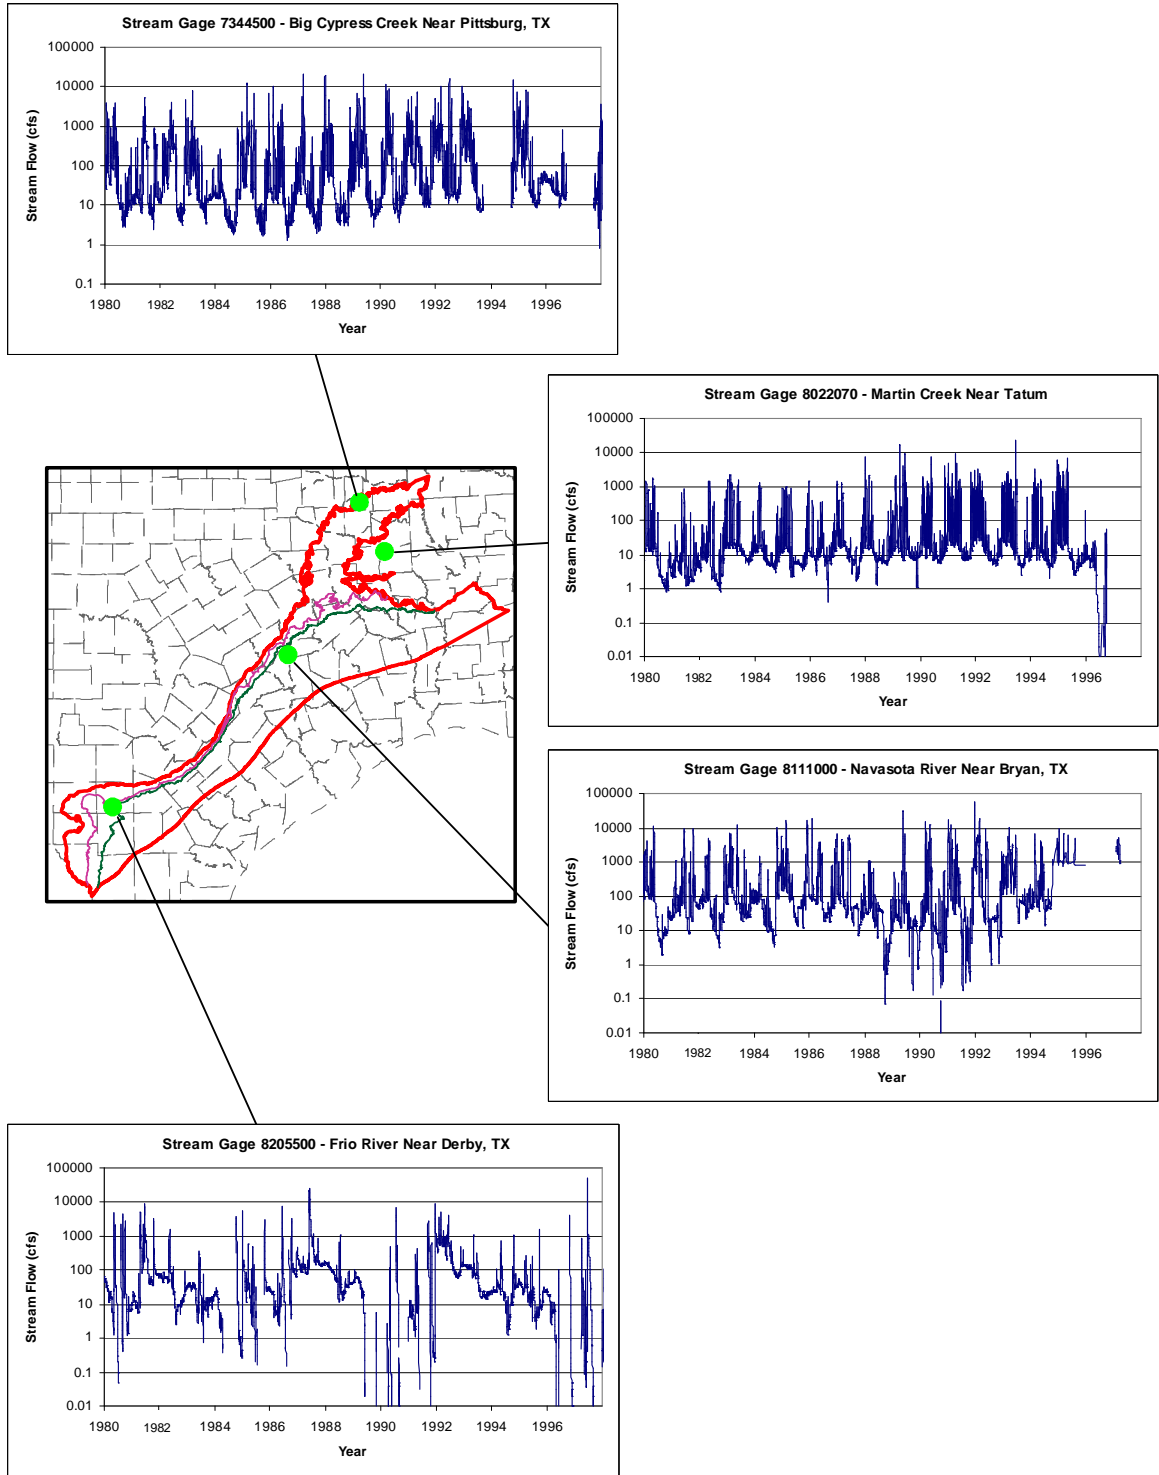 Stream Gage 7344500 - Big Cypress Creek Near Pittsburg, TX
100000
10000
1000
100
10
1
0.1
Stream Flow (cfs)
1980 1982 1984 1986 1988 1990 1992 1994 1996
Year
Stream Gage 8022070 - Martin Creek Near Tatum
100000
10000
1000
100
10
1
0.1
0.01
Stream Flow (cfs)
1980 1982 1984 1986 1988 1990 1992 1994 1996
Year
Stream Gage 8111000 - Navasota River Near Bryan, TX
100000
10000
1000
100
10
1
0.1
0.01
Stream Flow (cfs)
1980 1982 1984 1986 1988 1990 1992 1994 1996
Year
Stream Gage 8205500 - Frio River Near Derby, TX
100000
10000
1000
100
10
1
0.1
0.01
Stream Flow (cfs)
1980 1982 1984 1986 1988 1990 1992 1994 1996
Year